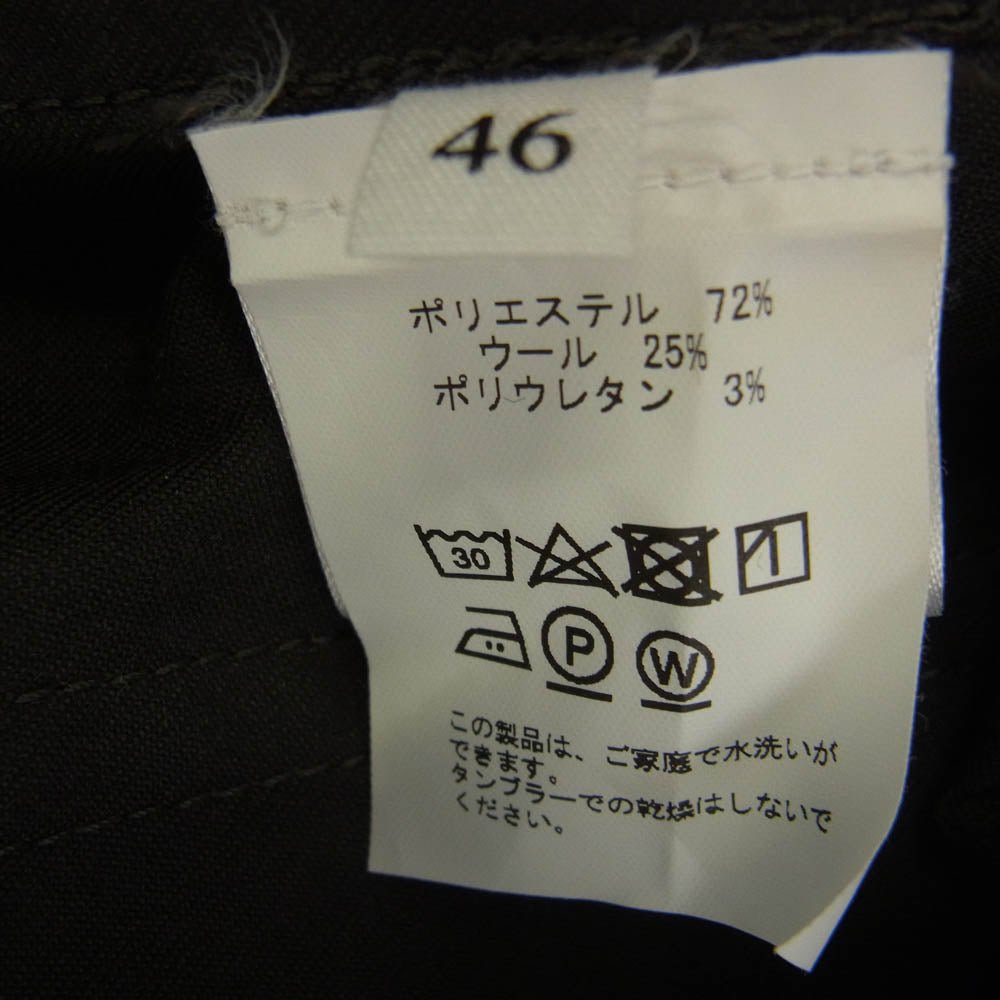 46
ポリエステル 72%
ウール 25%
ポリウレタン 3%
30
P
W
この製品は、ご家庭で水洗いが
できます。
タンブラーでの乾燥はしないで
ください。